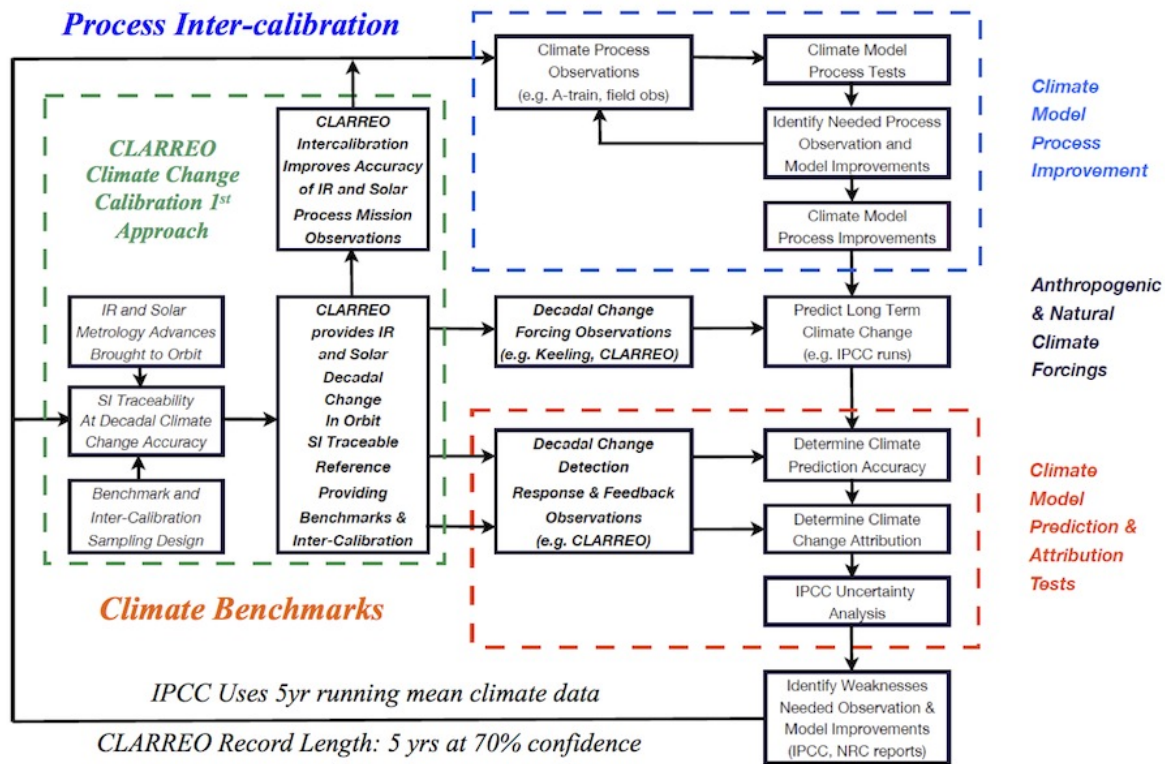 Process Inter-calibration
Climate Process
Observations
(e.g. A-train, field obs)
Climate Model
Process Tests
Identify Needed Process
Observation and
Model Improvements
Climate Model
Process Improvements
Climate
Model
Process
Improvement
CLARREO
Climate Change
Calibration 1st
Approach
CLARREO
Intercalibration
Improves Accuracy
of IR and Solar
Process Mission
Observations
IR and Solar
Metrology Advances
Brought to Orbit
SI Traceability
At Decadal Climate
Change Accuracy
Benchmark and
Inter-Calibration
Sampling Design
CLARREO
provides IR
and Solar
Decadal
Change
In Orbit
SI Traceable
Reference
Providing
Benchmarks &
Inter-Calibration
Decadal Change
Forcing Observations
(e.g. Keeling, CLARREO)
Predict Long Term
Climate Change
(e.g. IPCC runs)
Anthropogenic
& Natural
Climate
Forcings
Decadal Change
Detection
Response & Feedback
Observations
(e.g. CLARREO)
Determine Climate
Prediction Accuracy
Determine Climate
Change Attribution
IPCC Uncertainty
Analysis
Climate
Model
Prediction &
Attribution
Tests
Climate Benchmarks
IPCC Uses 5yr running mean climate data
CLARREO Record Length: 5 yrs at 70% confidence
Identify Weaknesses
Needed Observation &
Model Improvements
(IPCC, NRC reports)